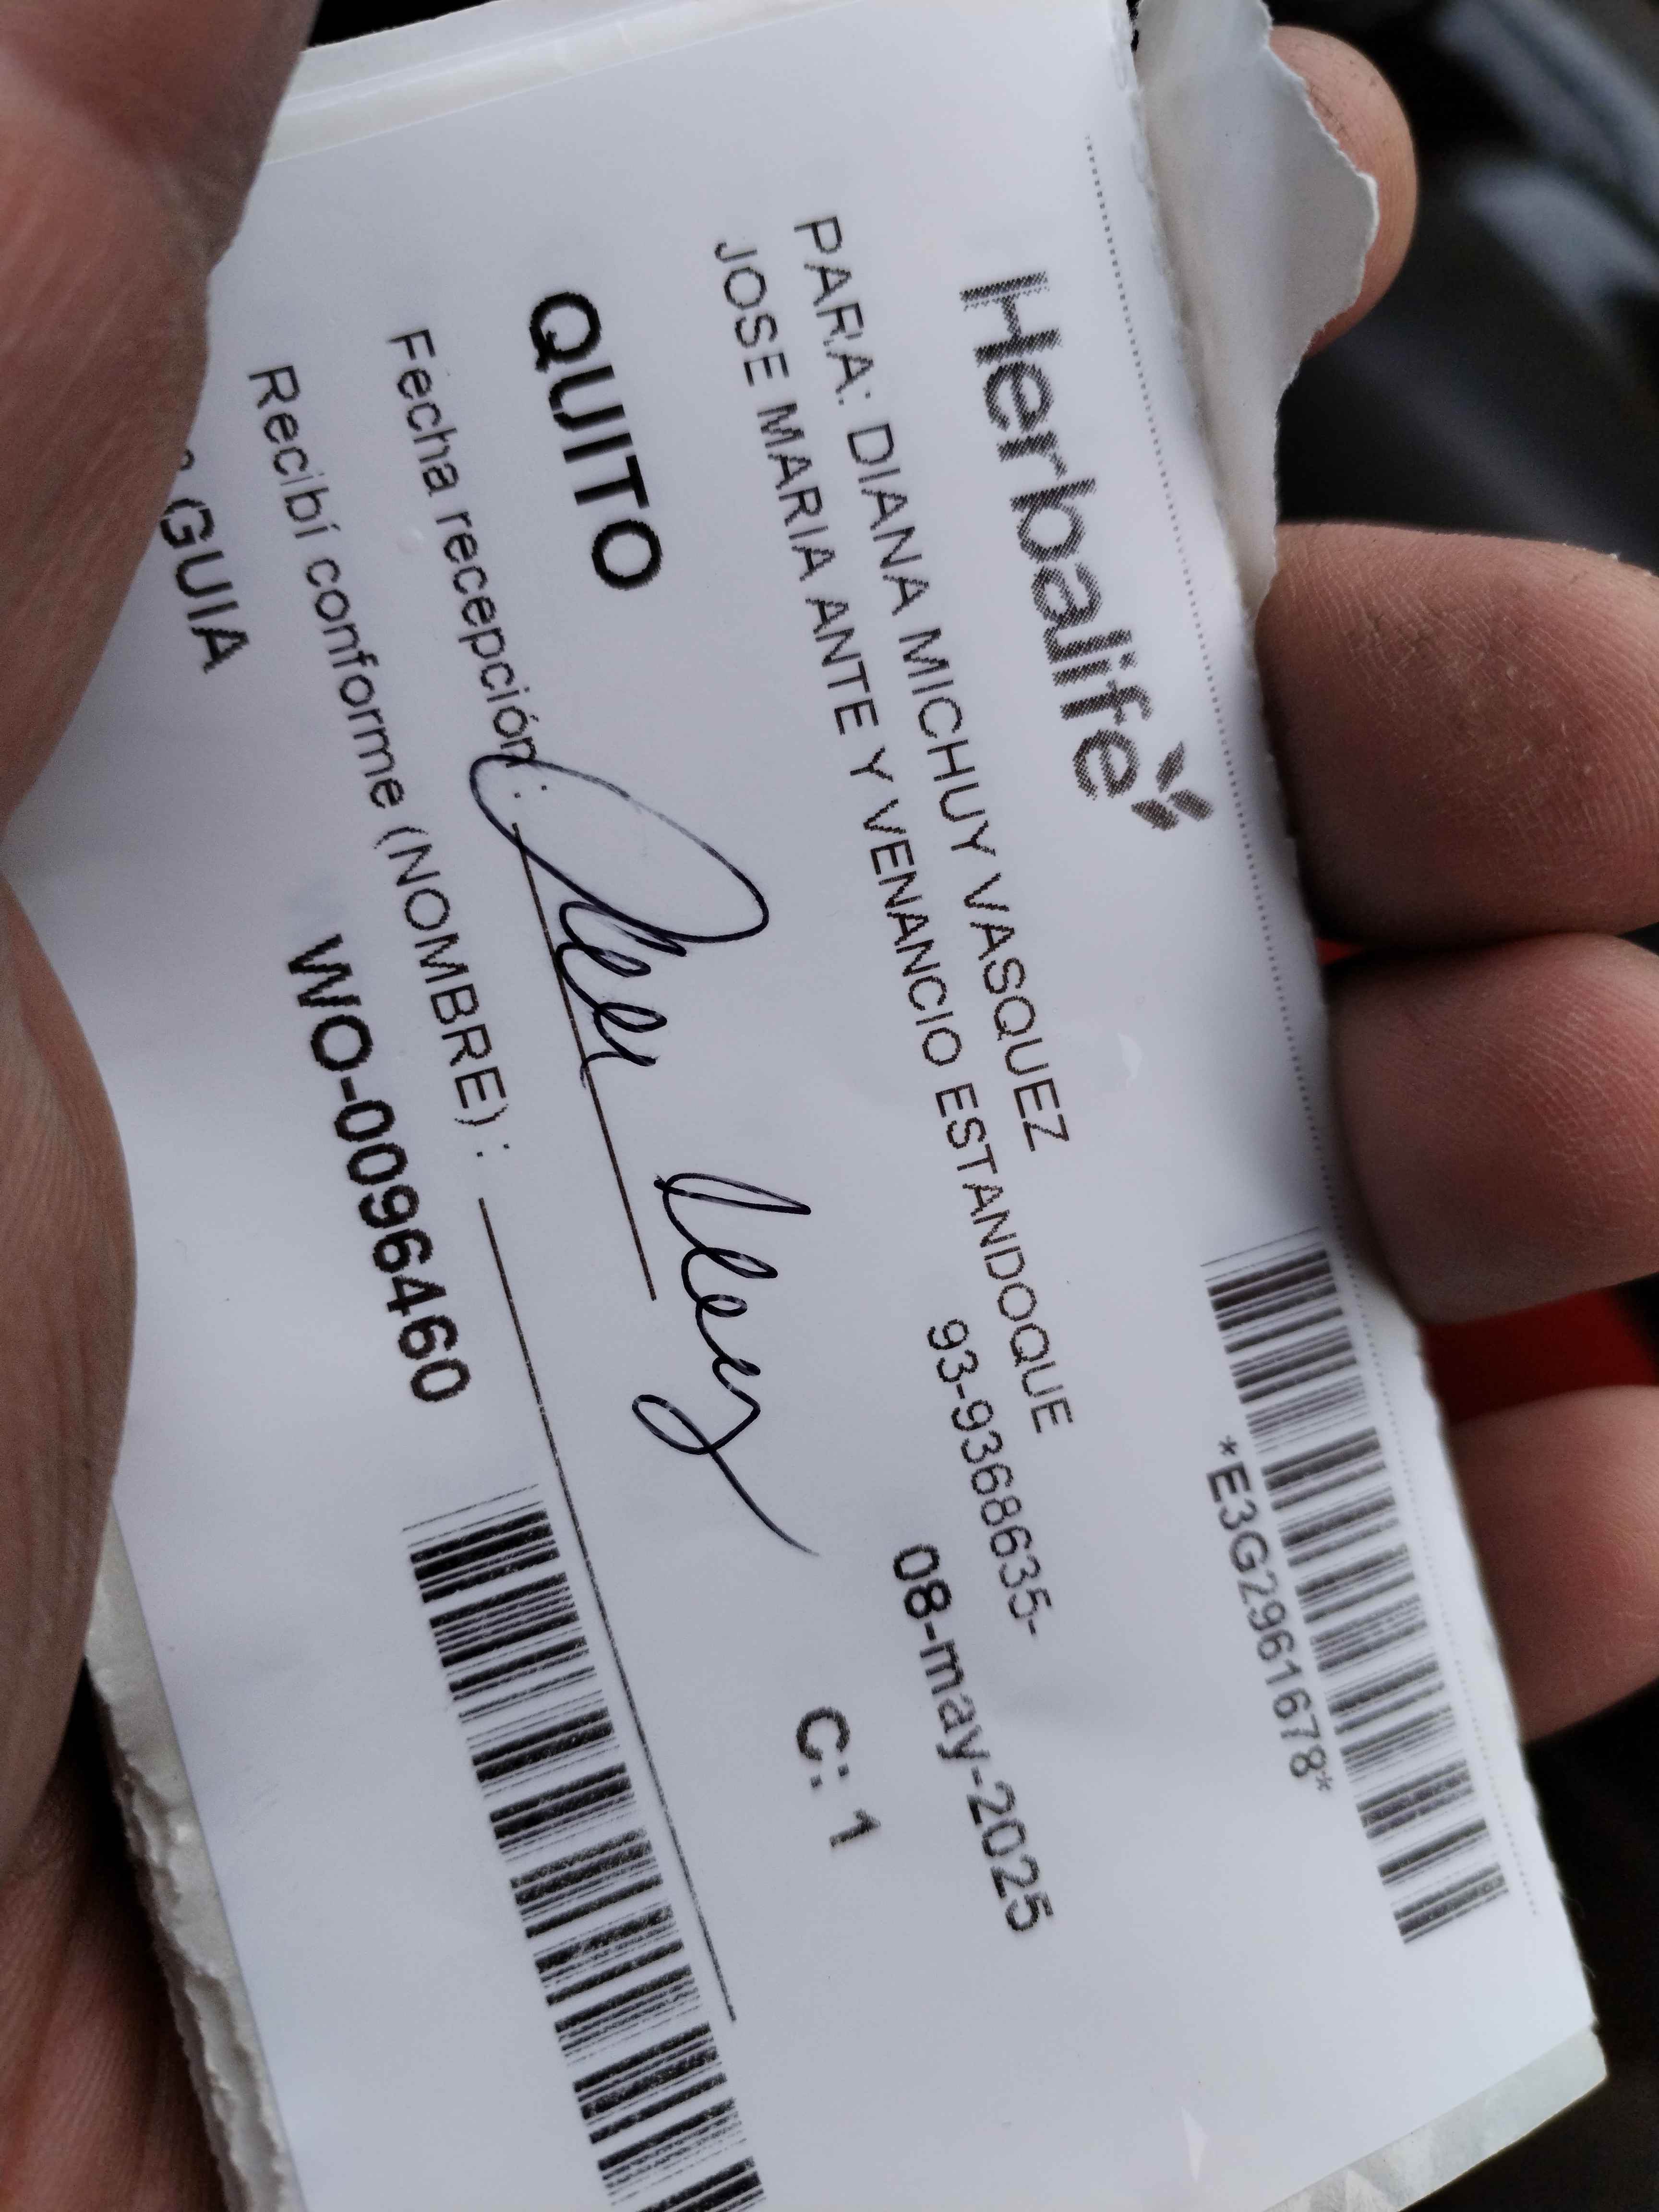 Herbalife
*E3G2961678*
PARA: DIANA MICHUY VASQUEZ
93-9368635-
JOSE MARIA ANTE Y VENANCIO ESTANDOQUE
08-may-2025
QUITO
C: 1
Fecha recepción :
Recibí conforme (NOMBRE) :
GUIA
WO-0096460